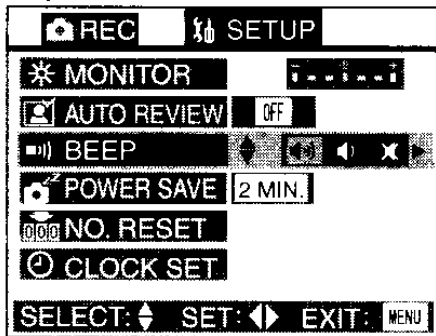 REC SETUP
MONITOR
AUTO REVIEW OFF
BEEP
POWER SAVE 2 MIN.
000 NO. RESET
CLOCK SET
SELECT: SET: EXIT: MENU